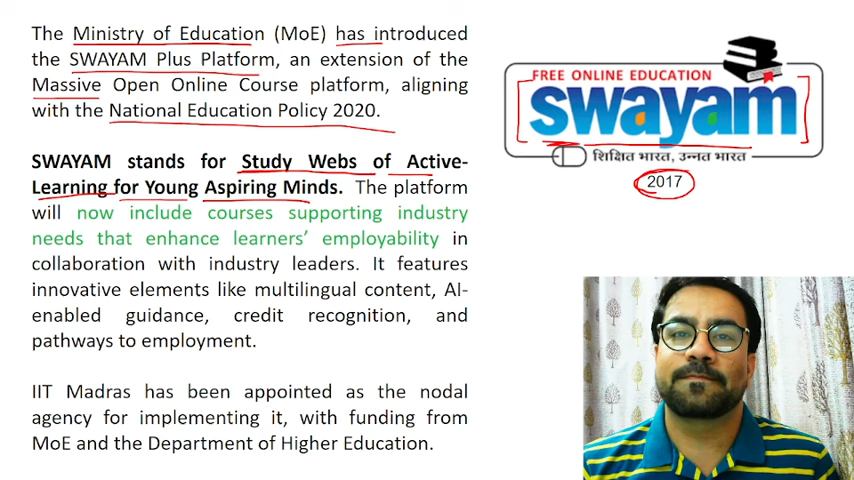 The Ministry of Education (MoE) has introduced
the SWAYAM Plus Platform, an extension of the
Massive Open Online Course platform, aligning
with the National Education Policy 2020.
SWAYAM stands for Study Webs of Active-
Learning for Young Aspiring Minds. The platform
will now include courses supporting industry
needs that enhance learners' employability in
collaboration with industry leaders. It features
innovative elements like multilingual content, AI-
enabled guidance, credit recognition, and
pathways to employment.
IIT Madras has been appointed as the nodal
agency for implementing it, with funding from
MoE and the Department of Higher Education.
FREE ONLINE EDUCATION
swayam
शिक्षित भारत, उन्नत भारत
2017